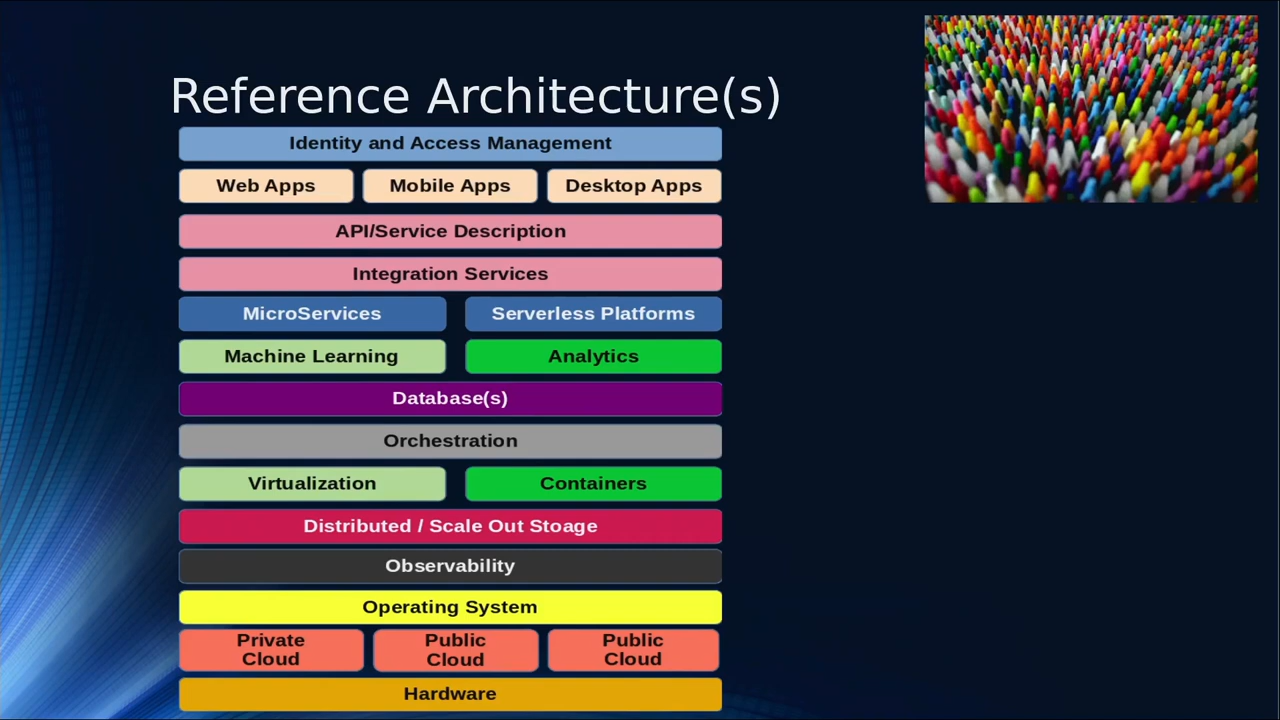 Reference Architecture(s)
Identity and Access Management
Web Apps
Mobile Apps
Desktop Apps
API/Service Description
Integration Services
MicroServices
Serverless Platforms
Machine Learning
Analytics
Database(s)
Orchestration
Virtualization
Containers
Distributed / Scale Out Stoage
Observability
Operating System
Private
Cloud
Public
Cloud
Public
Cloud
Hardware